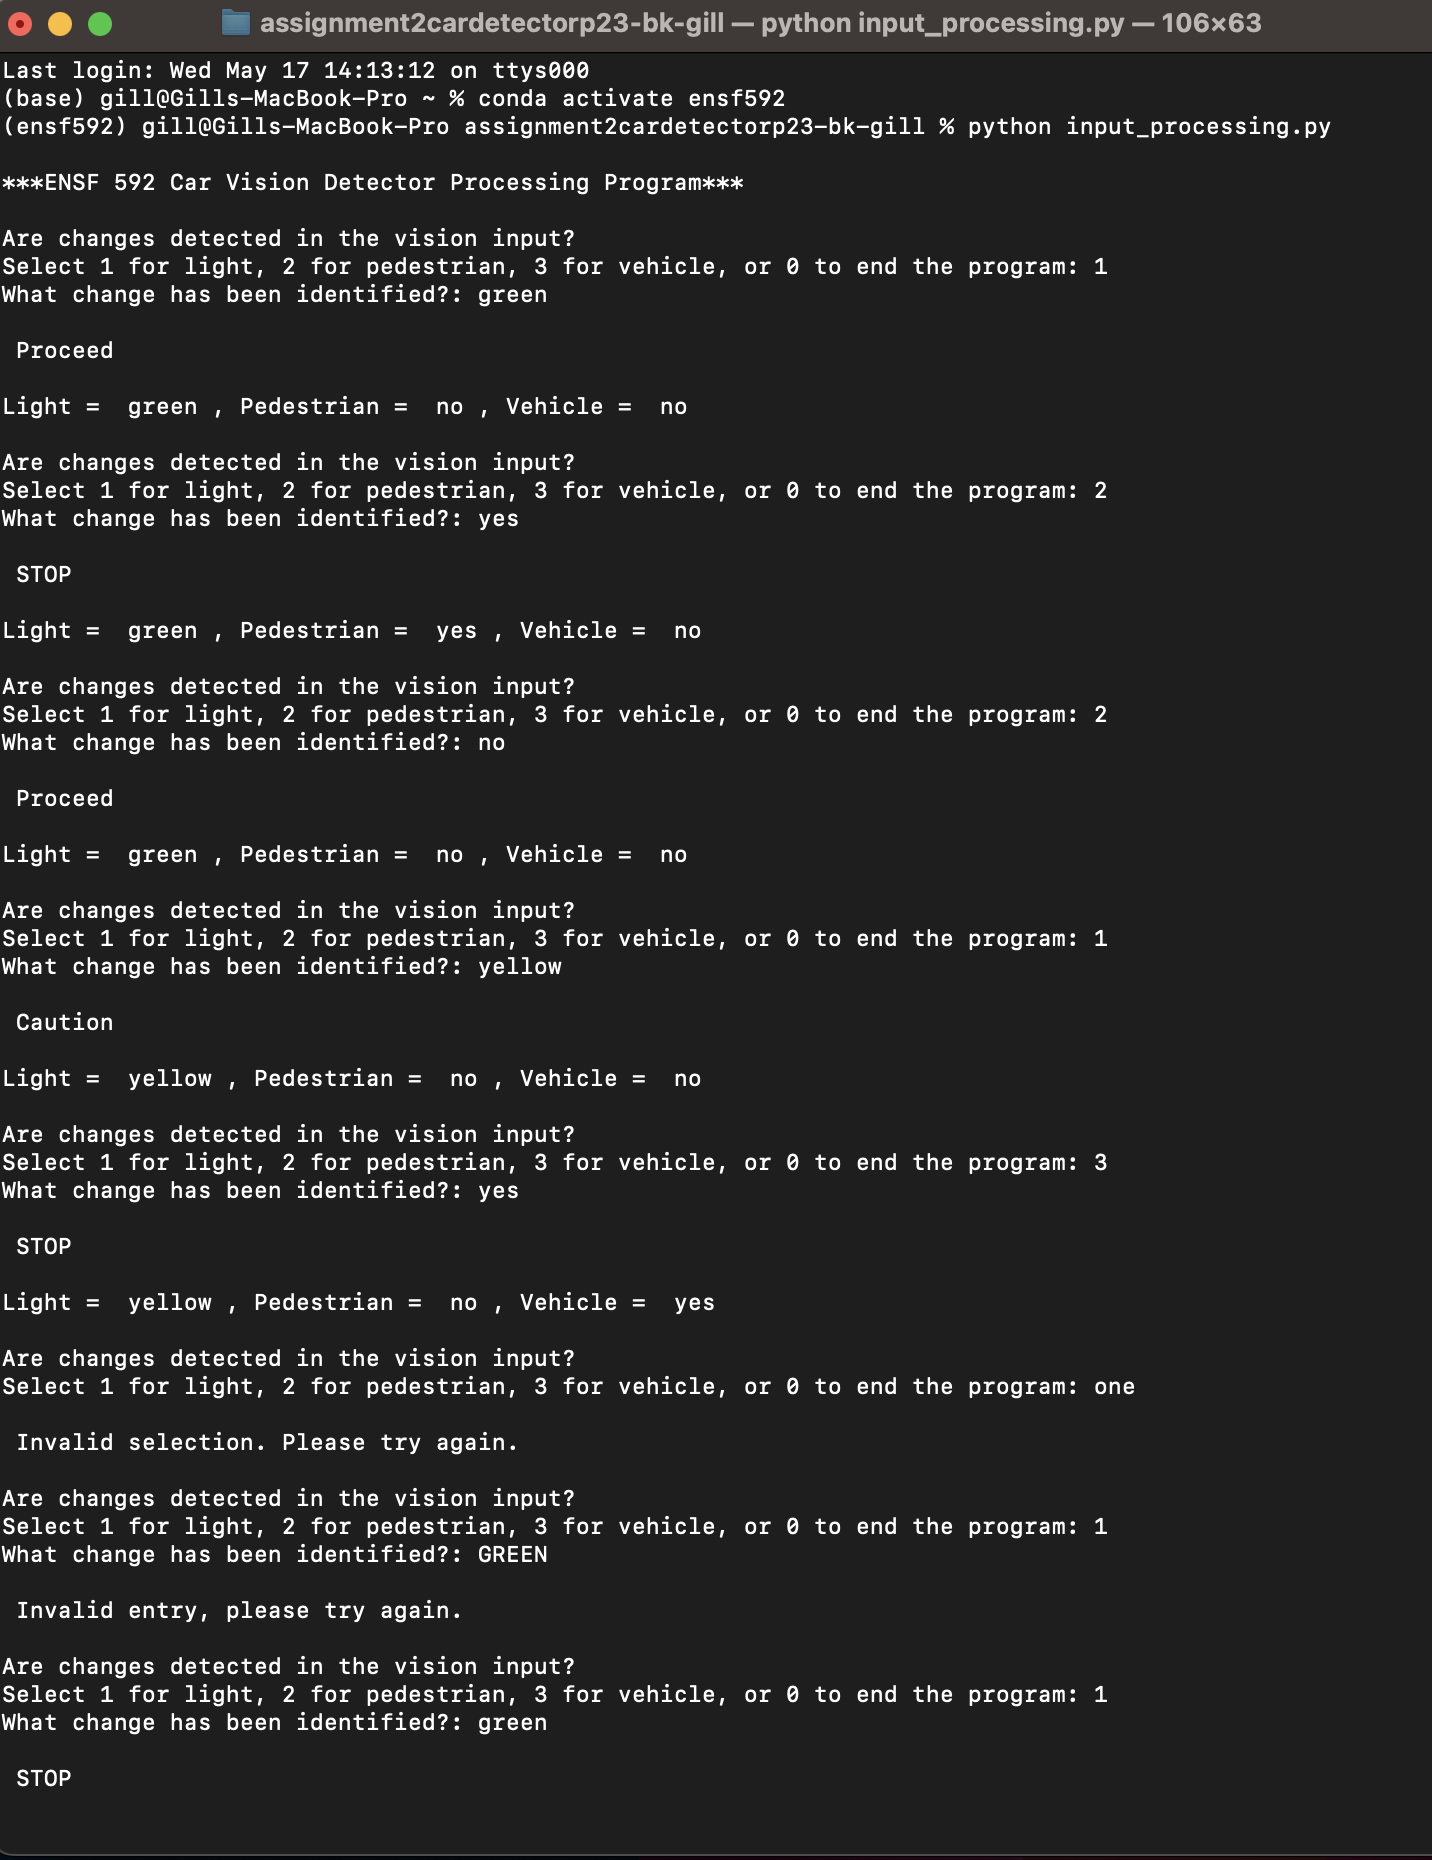 assignment2cardetectorp23-bk-gill — python input_processing.py — 106×63
Last login: Wed May 17 14:13:12 on ttys000
(base) gill@Gills-MacBook-Pro ~ % conda activate ensf592
(ensf592) gill@Gills-MacBook-Pro assignment2cardetectorp23-bk-gill % python input_processing.py
***ENSF 592 Car Vision Detector Processing Program***
Are changes detected in the vision input?
Select 1 for light, 2 for pedestrian, 3 for vehicle, or 0 to end the program: 1
What change has been identified?: green
Proceed
Light =  green , Pedestrian =  no , Vehicle =  no
Are changes detected in the vision input?
Select 1 for light, 2 for pedestrian, 3 for vehicle, or 0 to end the program: 2
What change has been identified?: yes
STOP
Light =  green , Pedestrian =  yes , Vehicle =  no
Are changes detected in the vision input?
Select 1 for light, 2 for pedestrian, 3 for vehicle, or 0 to end the program: 2
What change has been identified?: no
Proceed
Light =  green , Pedestrian =  no , Vehicle =  no
Are changes detected in the vision input?
Select 1 for light, 2 for pedestrian, 3 for vehicle, or 0 to end the program: 1
What change has been identified?: yellow
Caution
Light =  yellow , Pedestrian =  no , Vehicle =  no
Are changes detected in the vision input?
Select 1 for light, 2 for pedestrian, 3 for vehicle, or 0 to end the program: 3
What change has been identified?: yes
STOP
Light =  yellow , Pedestrian =  no , Vehicle =  yes
Are changes detected in the vision input?
Select 1 for light, 2 for pedestrian, 3 for vehicle, or 0 to end the program: one
Invalid selection. Please try again.
Are changes detected in the vision input?
Select 1 for light, 2 for pedestrian, 3 for vehicle, or 0 to end the program: 1
What change has been identified?: GREEN
Invalid entry, please try again.
Are changes detected in the vision input?
Select 1 for light, 2 for pedestrian, 3 for vehicle, or 0 to end the program: 1
What change has been identified?: green
STOP